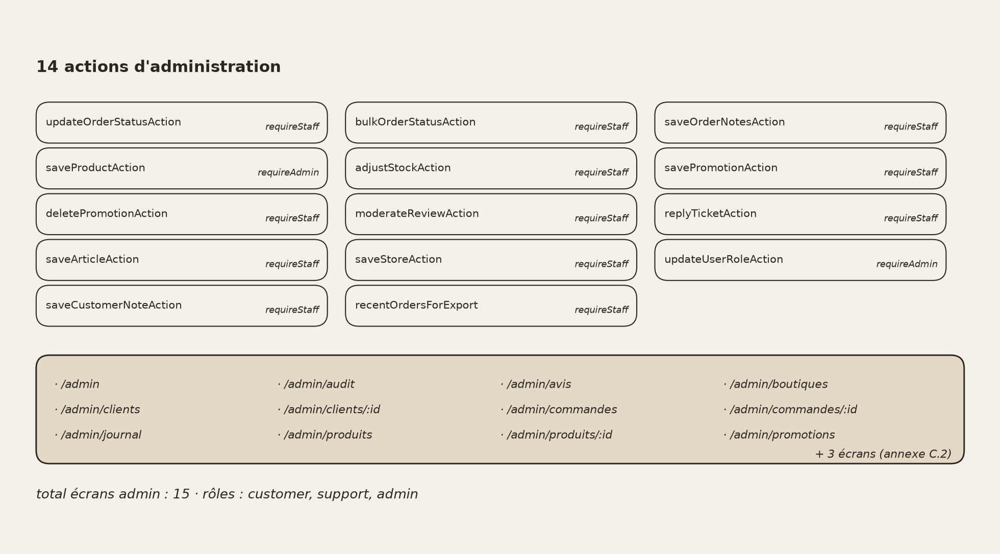 14 actions d'administration
updateOrderStatusAction requireStaff
bulkOrderStatusAction requireStaff
saveOrderNotesAction requireStaff
saveProductAction requireAdmin
adjustStockAction requireStaff
savePromotionAction requireStaff
deletePromotionAction requireStaff
moderateReviewAction requireStaff
replyTicketAction requireStaff
saveArticleAction requireStaff
saveStoreAction requireStaff
updateUserRoleAction requireAdmin
saveCustomerNoteAction requireStaff
recentOrdersForExport requireStaff
· /admin · /admin/audit · /admin/avis · /admin/boutiques
· /admin/clients · /admin/clients/:id · /admin/commandes · /admin/commandes/:id
· /admin/journal · /admin/produits · /admin/produits/:id · /admin/promotions
+ 3 écrans (annexe C.2)
total écrans admin : 15 · rôles : customer, support, admin